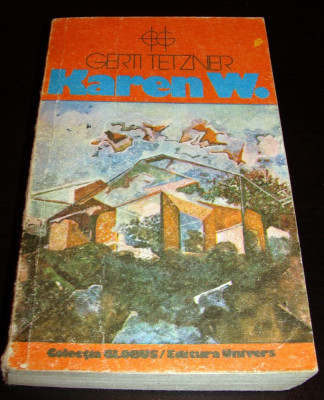 GERTI TETZNER
Karen W.
Colecția GLOBUS/Editura Univers